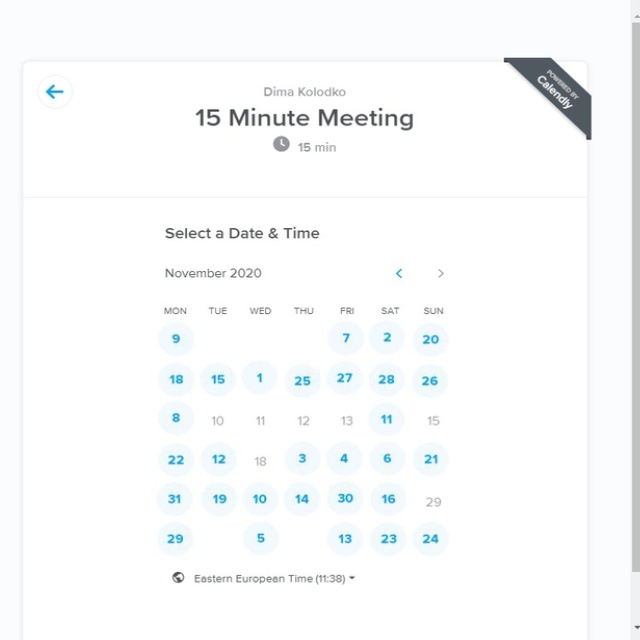 POWERED BY
Calendly
Dima Kolodko
15 Minute Meeting
15 min
Select a Date & Time
November 2020
MON TUE WED THU FRI SAT SUN
9 7 2 20
18 15 1 25 27 28 26
8 10 11 12 13 11 15
22 12 18 3 4 6 21
31 19 10 14 30 16 29
29 5 13 23 24
Eastern European Time (11:38)